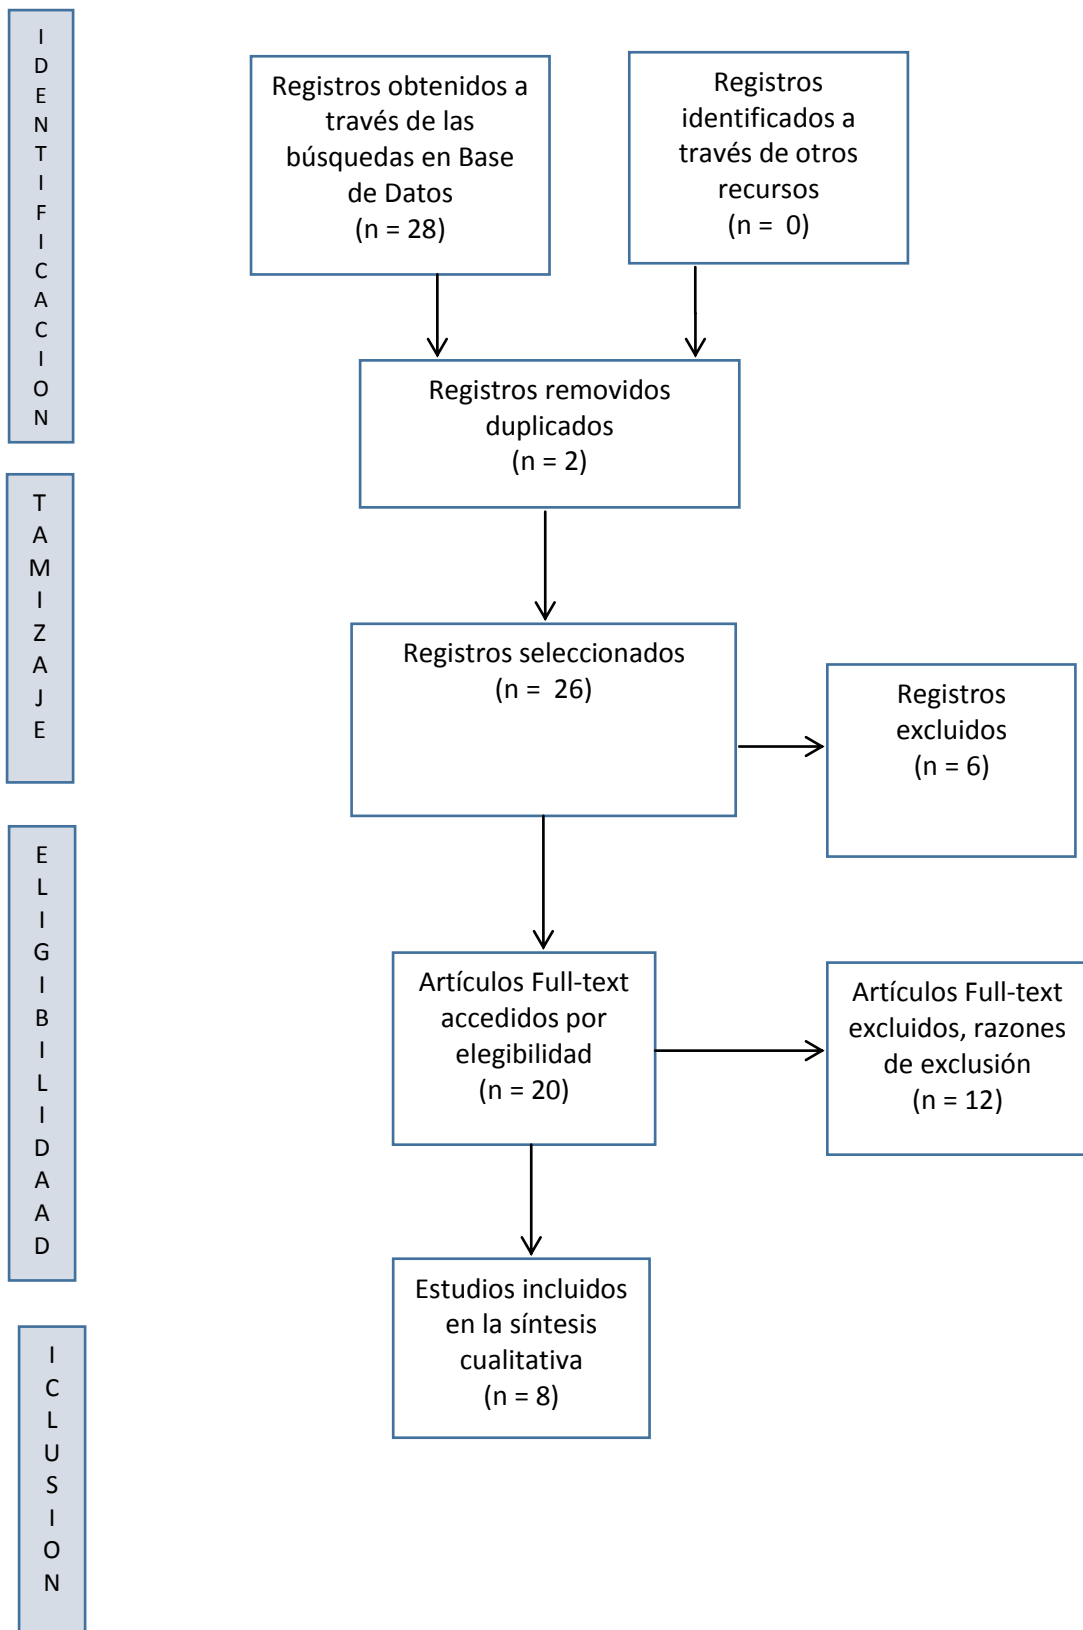 I
D
E
N
T
I
F
I
C
A
C
I
O
N
Registros obtenidos a
través de las
búsquedas en Base
de Datos
(n = 28)
Registros
identificados a
través de otros
recursos
(n = 0)
Registros removidos
duplicados
(n = 2)
T
A
M
I
Z
A
J
E
Registros seleccionados
(n = 26)
Registros
excluidos
(n = 6)
E
L
I
G
I
B
I
L
I
D
A
A
D
Artículos Full-text
accedidos por
elegibilidad
(n = 20)
Artículos Full-text
excluidos, razones
de exclusión
(n = 12)
Estudios incluidos
en la síntesis
cualitativa
(n = 8)
I
C
L
U
S
I
O
N